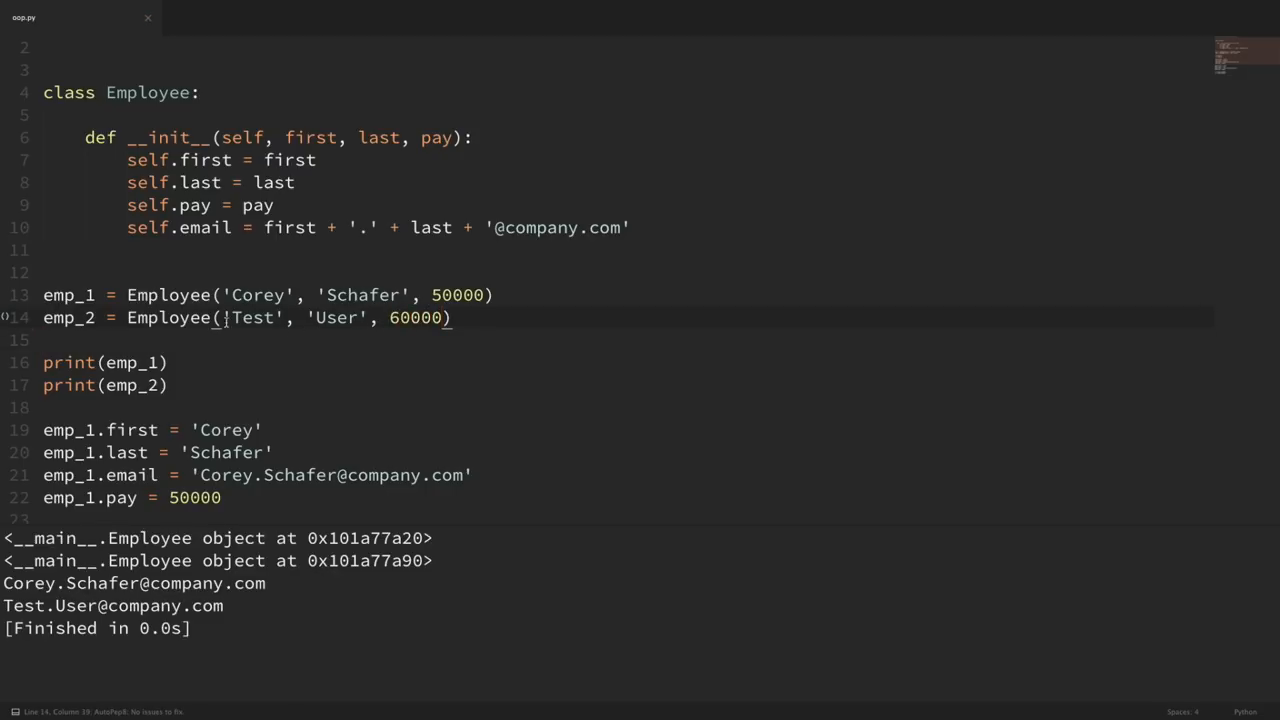 oop.py ×
2
3
4 class Employee:
5
6     def __init__(self, first, last, pay):
7         self.first = first
8         self.last = last
9         self.pay = pay
10         self.email = first + '.' + last + '@company.com'
11
12
13 emp_1 = Employee('Corey', 'Schafer', 50000)
14 emp_2 = Employee('Test', 'User', 60000)
15
16 print(emp_1)
17 print(emp_2)
18
19 emp_1.first = 'Corey'
20 emp_1.last = 'Schafer'
21 emp_1.email = 'Corey.Schafer@company.com'
22 emp_1.pay = 50000
23
<__main__.Employee object at 0x101a77a20>
<__main__.Employee object at 0x101a77a90>
Corey.Schafer@company.com
Test.User@company.com
[Finished in 0.0s]
Line 14, Column 39; AutoPep8: No issues to fix. Spaces: 4 Python